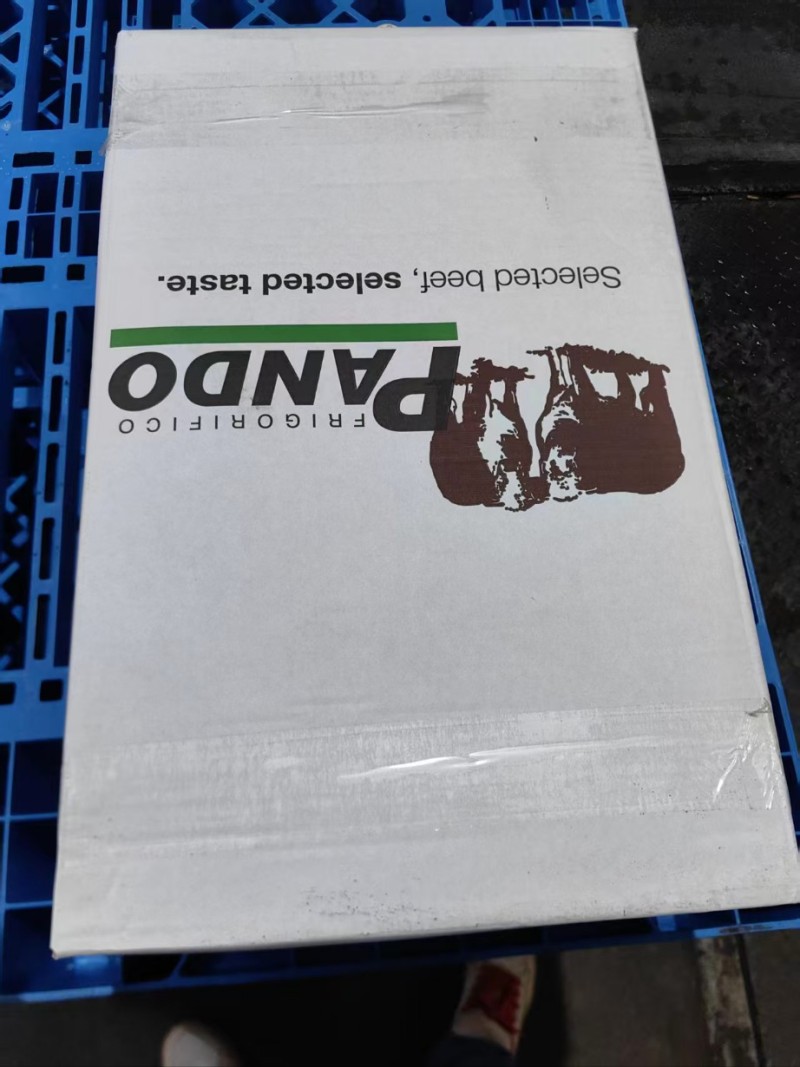 FRIGORIFICO
PANDO
Selected beef, selected taste.